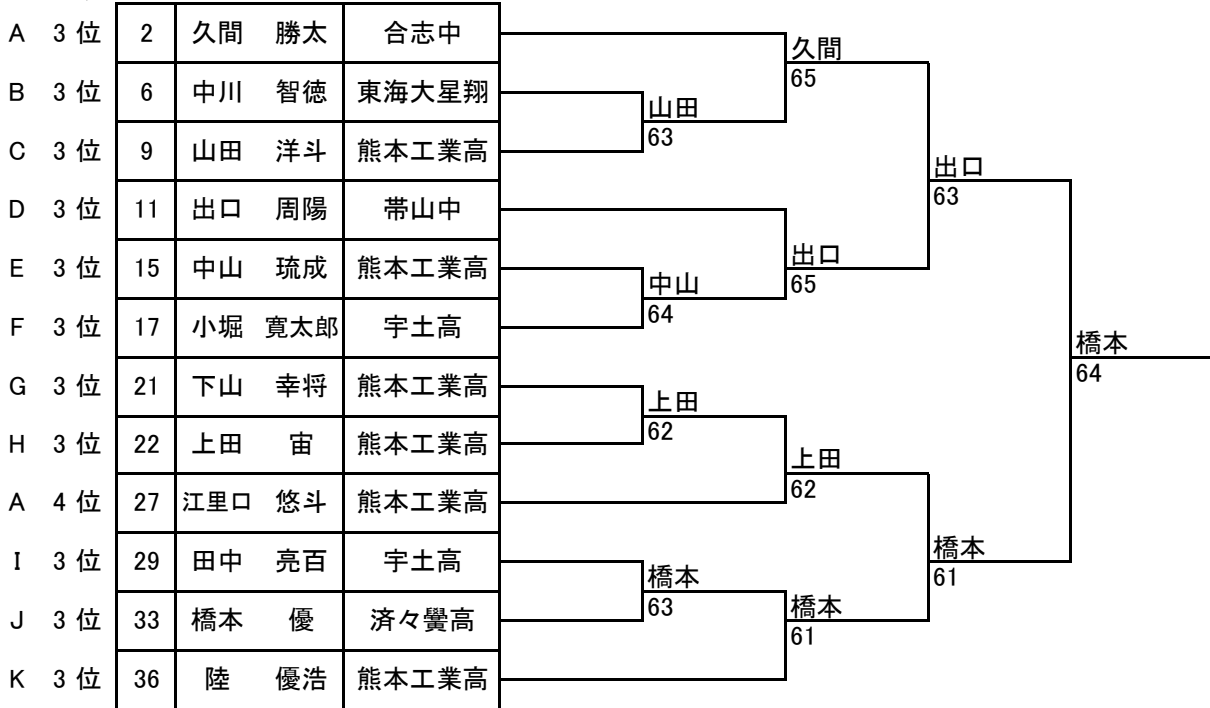 A 3 位 2 久間 勝太 合志中
久間
65
B 3 位 6 中川 智徳 東海大星翔
山田
63
C 3 位 9 山田 洋斗 熊本工業高
出口
63
D 3 位 11 出口 周陽 帯山中
出口
65
E 3 位 15 中山 琉成 熊本工業高
中山
64
F 3 位 17 小堀 寛太郎 宇土高
橋本
64
G 3 位 21 下山 幸将 熊本工業高
上田
62
H 3 位 22 上田 宙 熊本工業高
上田
62
A 4 位 27 江里口 悠斗 熊本工業高
I 3 位 29 田中 亮百 宇土高
橋本
61
橋本
63
J 3 位 33 橋本 優 済々黌高
橋本
61
K 3 位 36 陸 優浩 熊本工業高